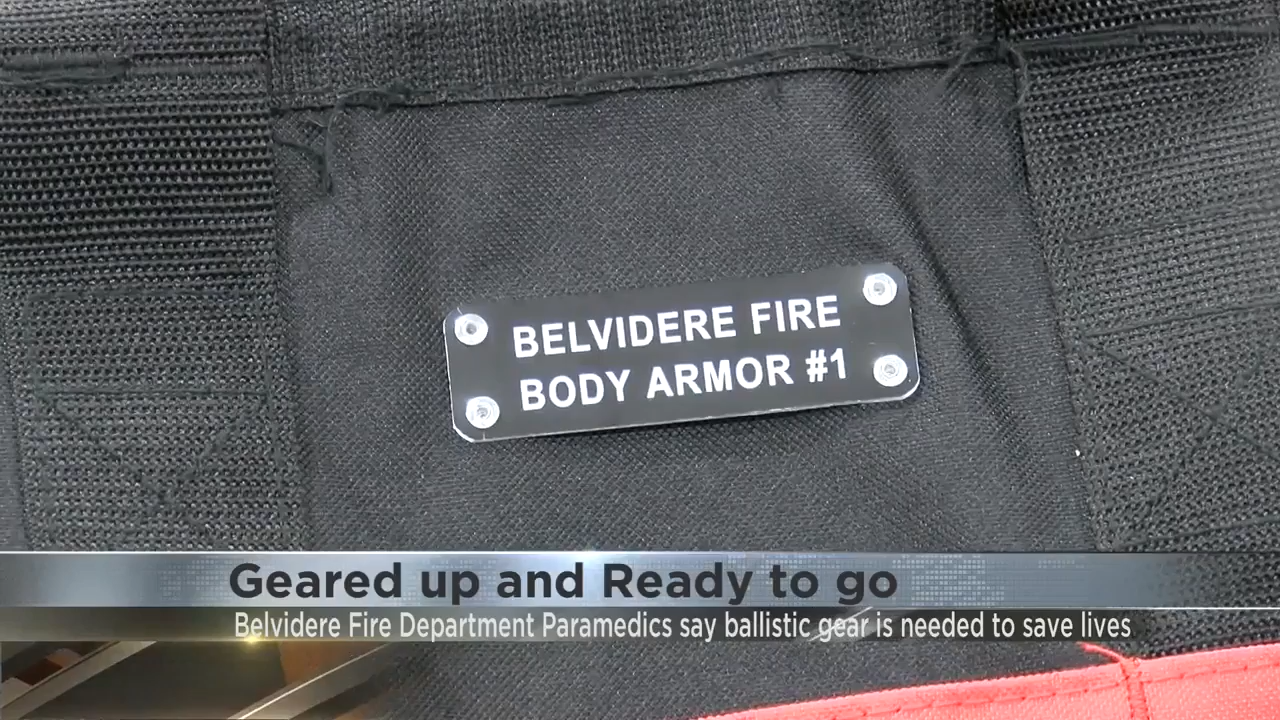 BELVIDERE FIRE
BODY ARMOR #1
Geared up and Ready to go
Belvidere Fire Department Paramedics say ballistic gear is needed to save lives